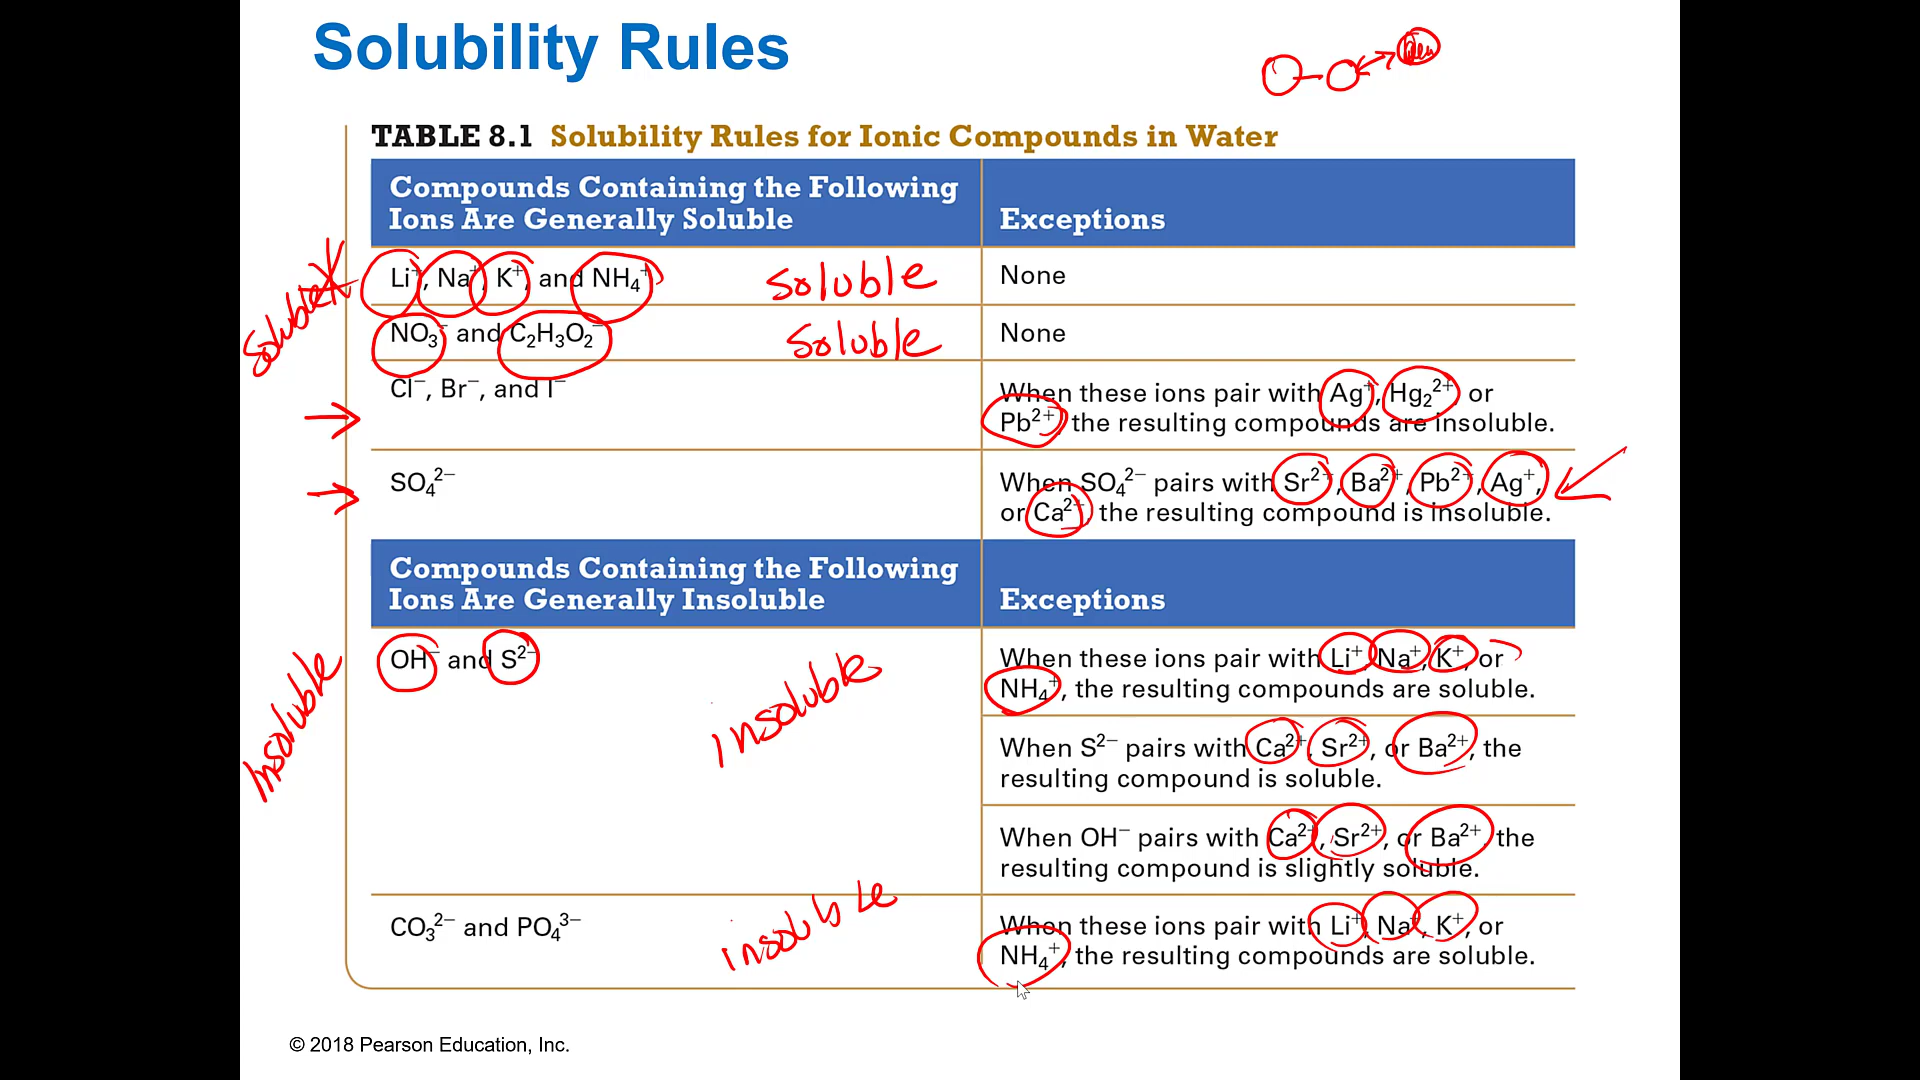 Solubility Rules
TABLE 8.1 Solubility Rules for Ionic Compounds in Water
Compounds Containing the Following
Ions Are Generally Soluble
Exceptions
Li⁺, Na⁺, K⁺, and NH₄⁺
soluble
None
soluble
NO₃⁻ and C₂H₃O₂⁻
soluble
None
Cl⁻, Br⁻, and I⁻
When these ions pair with Ag⁺, Hg₂²⁺, or
Pb²⁺, the resulting compounds are insoluble.
SO₄²⁻
When SO₄²⁻ pairs with Sr²⁺, Ba²⁺, Pb²⁺, Ag⁺,
or Ca²⁺, the resulting compound is insoluble.
Compounds Containing the Following
Ions Are Generally Insoluble
Exceptions
Insoluble
OH⁻ and S²⁻
insoluble
When these ions pair with Li⁺, Na⁺, K⁺, or
NH₄⁺, the resulting compounds are soluble.
When S²⁻ pairs with Ca²⁺, Sr²⁺, or Ba²⁺, the
resulting compound is soluble.
When OH⁻ pairs with Ca²⁺, Sr²⁺, or Ba²⁺, the
resulting compound is slightly soluble.
CO₃²⁻ and PO₄³⁻
insoluble
When these ions pair with Li⁺, Na⁺, K⁺, or
NH₄⁺, the resulting compounds are soluble.
© 2018 Pearson Education, Inc.